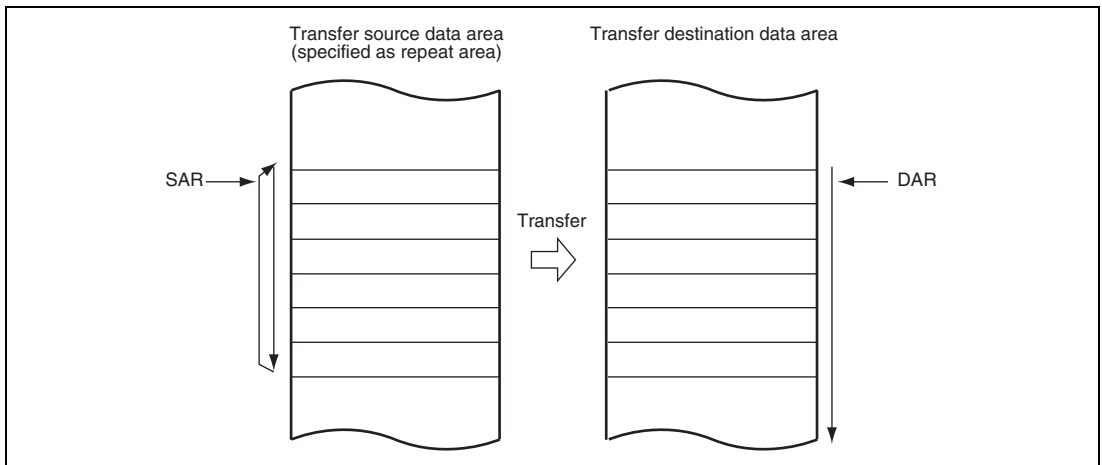 Transfer source data area
(specified as repeat area)
Transfer destination data area
SAR
DAR
Transfer